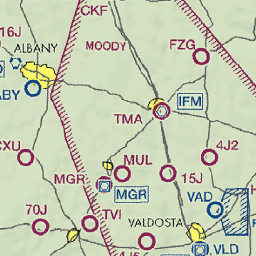 CKF
16J
ALBANY
MOODY
FZG
ABY
IFM
TMA
CXU
MUL
4J2
MGR
MGR
15J
VAD
70J
TVI
VALDOSTA
VLD